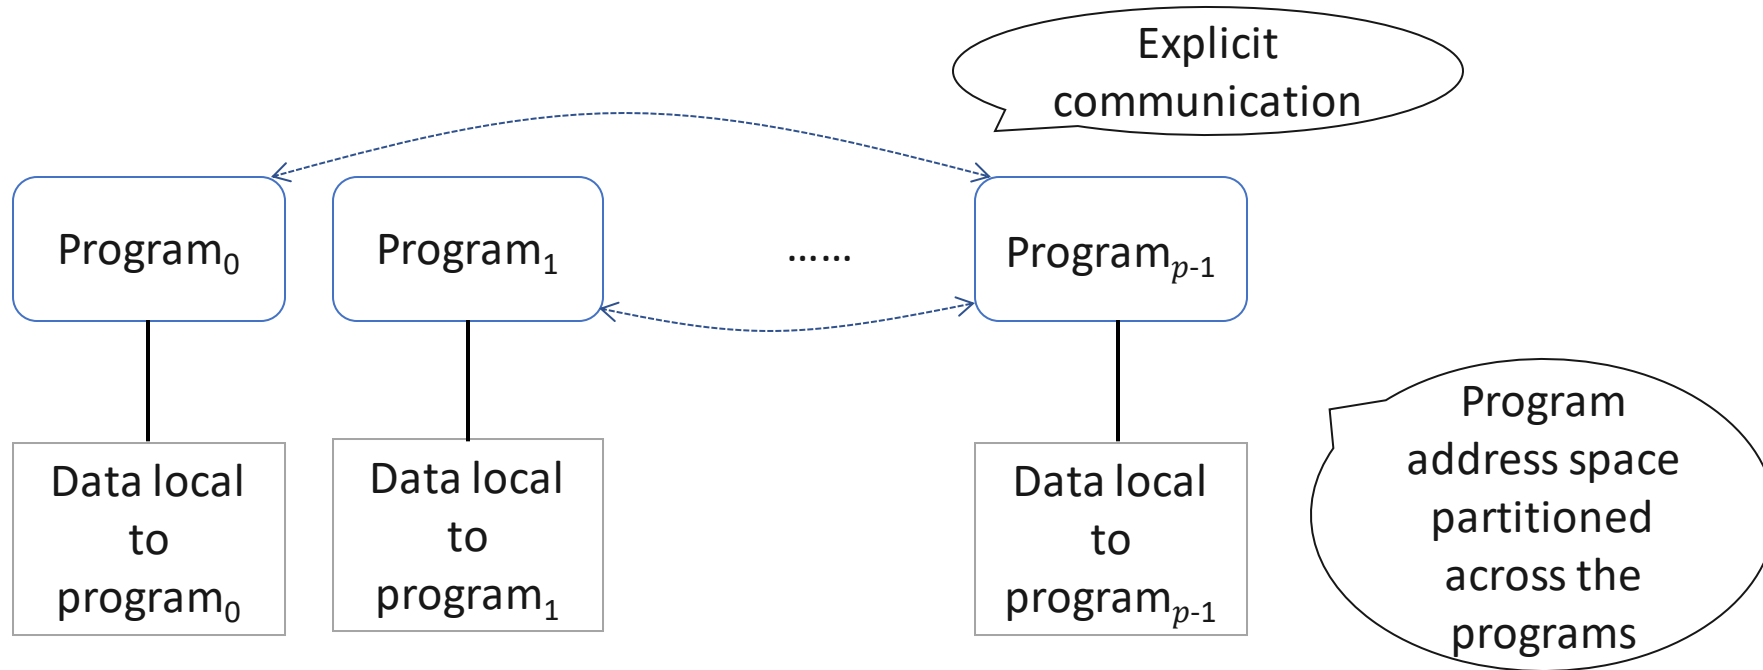 Explicit
communication
Program₀
Program₁
......
Programₚ₋₁
Data local
to
program₀
Data local
to
program₁
Data local
to
programₚ₋₁
Program
address space
partitioned
across the
programs